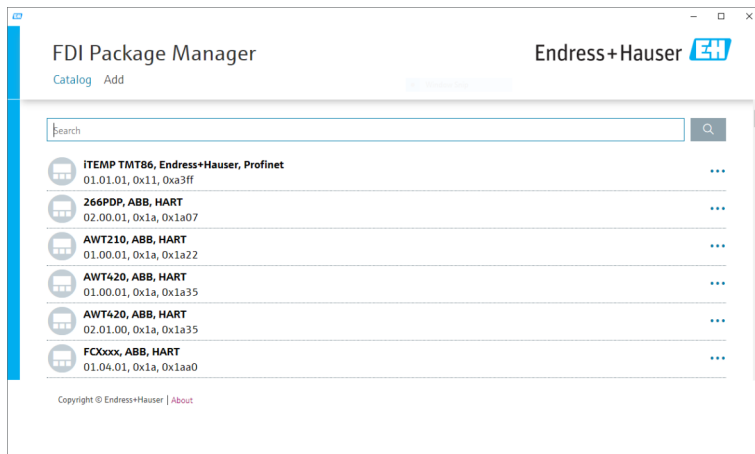 EH
FDI Package Manager
Endress+Hauser EH
Catalog Add
Search
iTEMP TMT86, Endress+Hauser, Profinet
01.01.01, 0x11, 0xa3ff
266PDP, ABB, HART
02.00.01, 0x1a, 0x1a07
AWT210, ABB, HART
01.00.01, 0x1a, 0x1a22
AWT420, ABB, HART
01.00.01, 0x1a, 0x1a35
AWT420, ABB, HART
02.01.00, 0x1a, 0x1a35
FCXxxx, ABB, HART
01.04.01, 0x1a, 0x1aa0
Copyright © Endress+Hauser | About